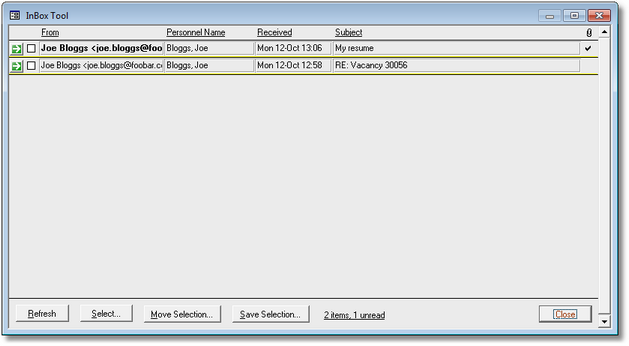 InBox Tool
From Personnel Name Received Subject
Joe Bloggs <joe.bloggs@foo Bloggs, Joe Mon 12-Oct 13:06 My resume
Joe Bloggs <joe.bloggs@foobar.cc Bloggs, Joe Mon 12-Oct 12:58 RE: Vacancy 30056
Refresh Select... Move Selection... Save Selection... 2 items, 1 unread Close